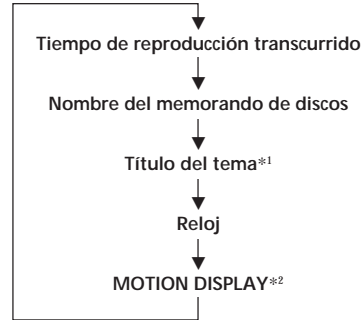 Tiempo de reproducción transcurrido
Nombre del memorando de discos
Título del tema*1
Reloj
MOTION DISPLAY*2